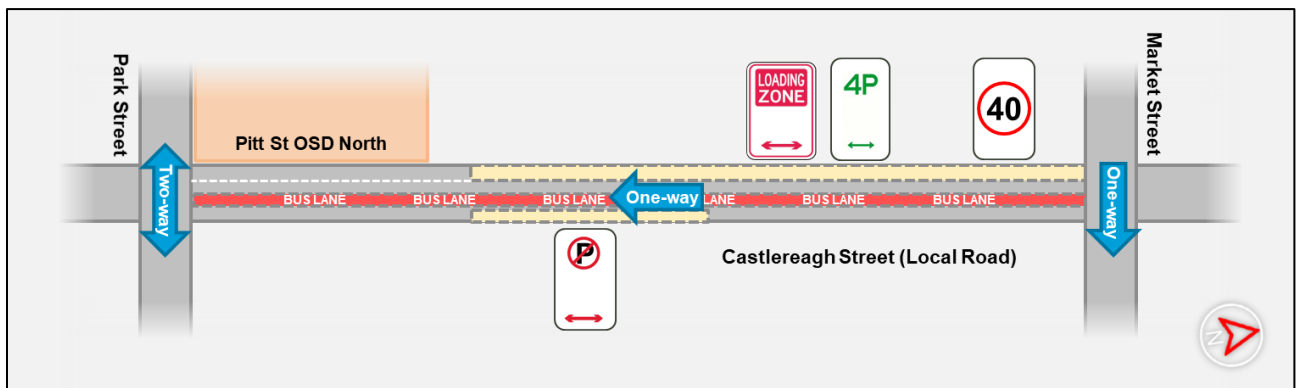 Park Street
Pitt St OSD North
LOADING
ZONE
4P
40
Market Street
Two-way
BUS LANE
BUS LANE
BUS LANE
One-way
LANE
BUS LANE
BUS LANE
One-way
P
Castlereagh Street (Local Road)
N